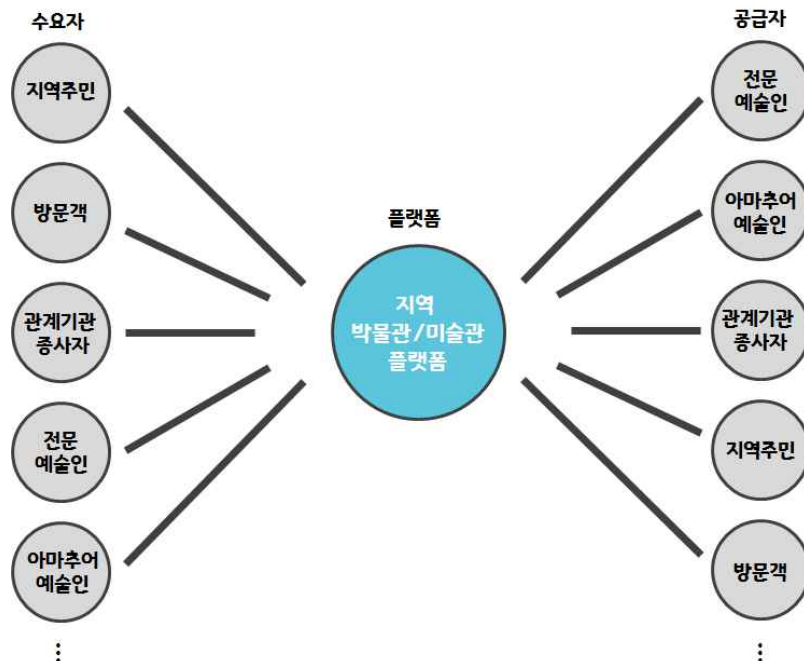 수요자
지역주민
방문객
관계기관
종사자
전문
예술인
아마추어
예술인
⋮
플랫폼
지역
박물관/미술관
플랫폼
공급자
전문
예술인
아마추어
예술인
관계기관
종사자
지역주민
방문객
⋮